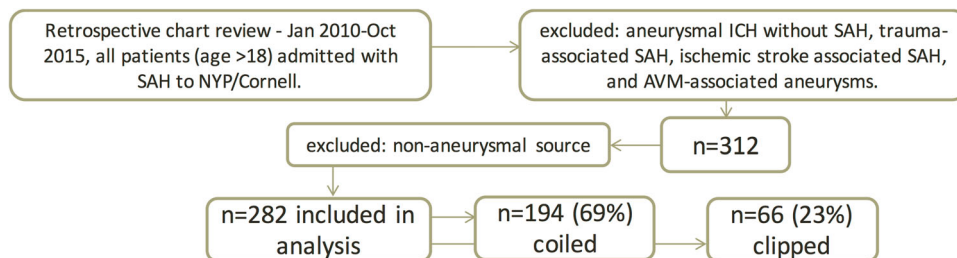 Retrospective chart review - Jan 2010-Oct
2015, all patients (age >18) admitted with
SAH to NYP/Cornell.
excluded: aneurysmal ICH without SAH, trauma-
associated SAH, ischemic stroke associated SAH,
and AVM-associated aneurysms.
n=312
excluded: non-aneurysmal source
n=282 included in
analysis
n=194 (69%)
coiled
n=66 (23%)
clipped